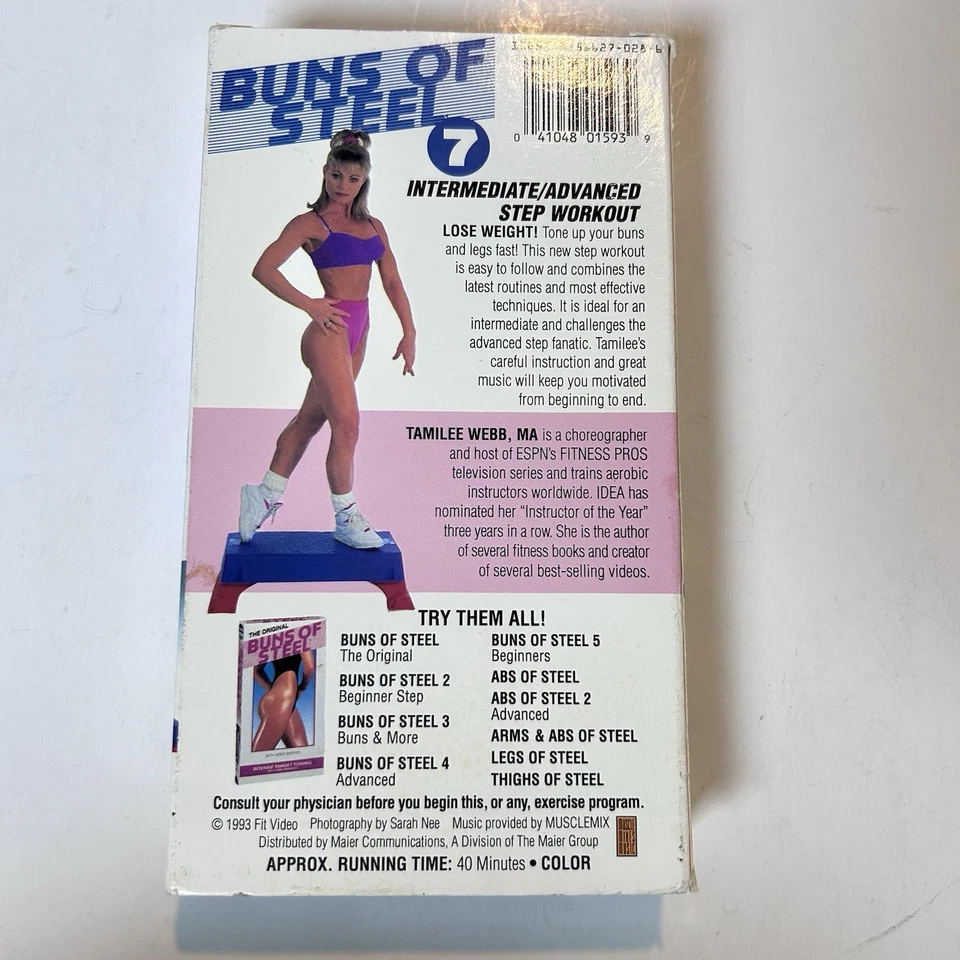 BUNS OF
STEEL
7
0 41048 01593 9
INTERMEDIATE/ADVANCED
STEP WORKOUT
LOSE WEIGHT! Tone up your buns
and legs fast! This new step workout
is easy to follow and combines the
latest routines and most effective
techniques. It is ideal for an
intermediate and challenges the
advanced step fanatic. Tamilee's
careful instruction and great
music will keep you motivated
from beginning to end.
TAMILEE WEBB, MA is a choreographer
and host of ESPN's FITNESS PROS
television series and trains aerobic
instructors worldwide. IDEA has
nominated her “Instructor of the Year”
three years in a row. She is the author
of several fitness books and creator
of several best-selling videos.
TRY THEM ALL!
THE ORIGINAL
BUNS OF
STEEL
INTENSE TARGET TONING
BUNS OF STEEL
The Original
BUNS OF STEEL 2
Beginner Step
BUNS OF STEEL 3
Buns & More
BUNS OF STEEL 4
Advanced
BUNS OF STEEL 5
Beginners
ABS OF STEEL
ABS OF STEEL 2
Advanced
ARMS & ABS OF STEEL
LEGS OF STEEL
THIGHS OF STEEL
Consult your physician before you begin this, or any, exercise program.
© 1993 Fit Video Photography by Sarah Nee Music provided by MUSCLEMIX
Distributed by Maier Communications, A Division of The Maier Group
APPROX. RUNNING TIME: 40 Minutes • COLOR